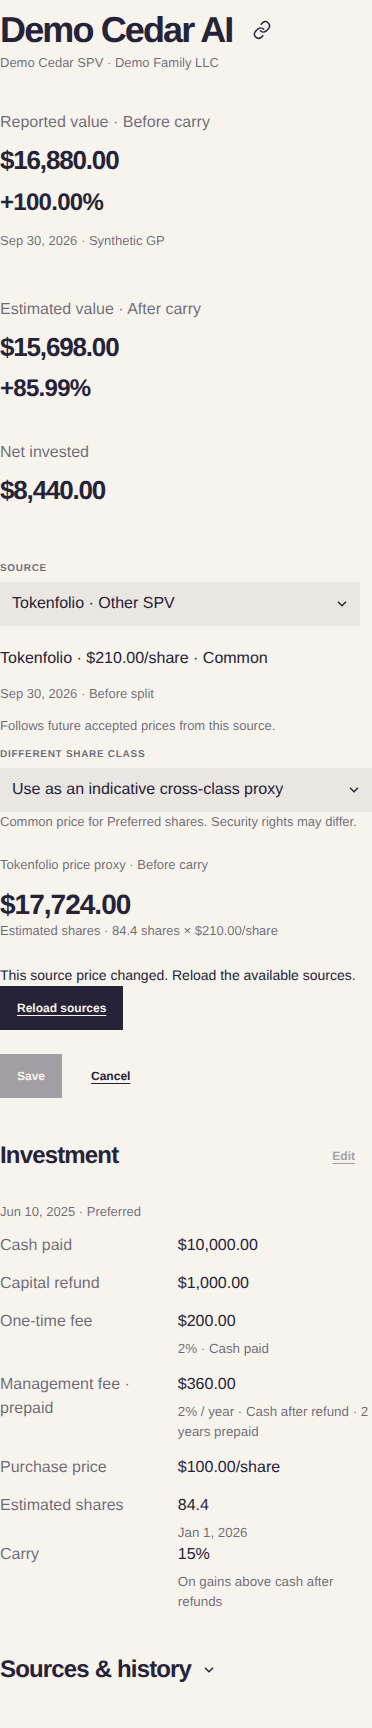 Demo Cedar AI
Demo Cedar SPV · Demo Family LLC
Reported value · Before carry
$16,880.00
+100.00%
Sep 30, 2026 · Synthetic GP
Estimated value · After carry
$15,698.00
+85.99%
Net invested
$8,440.00
SOURCE
Tokenfolio · Other SPV
Tokenfolio · $210.00/share · Common
Sep 30, 2026 · Before split
Follows future accepted prices from this source.
DIFFERENT SHARE CLASS
Use as an indicative cross-class proxy
Common price for Preferred shares. Security rights may differ.
Tokenfolio price proxy · Before carry
$17,724.00
Estimated shares · 84.4 shares × $210.00/share
This source price changed. Reload the available sources.
Reload sources
Save Cancel
Investment Edit
Jun 10, 2025 · Preferred
Cash paid $10,000.00
Capital refund $1,000.00
One-time fee $200.00
2% · Cash paid
Management fee · prepaid $360.00
2% / year · Cash after refund · 2
years prepaid
Purchase price $100.00/share
Estimated shares 84.4
Jan 1, 2026
Carry 15%
On gains above cash after
refunds
Sources & history